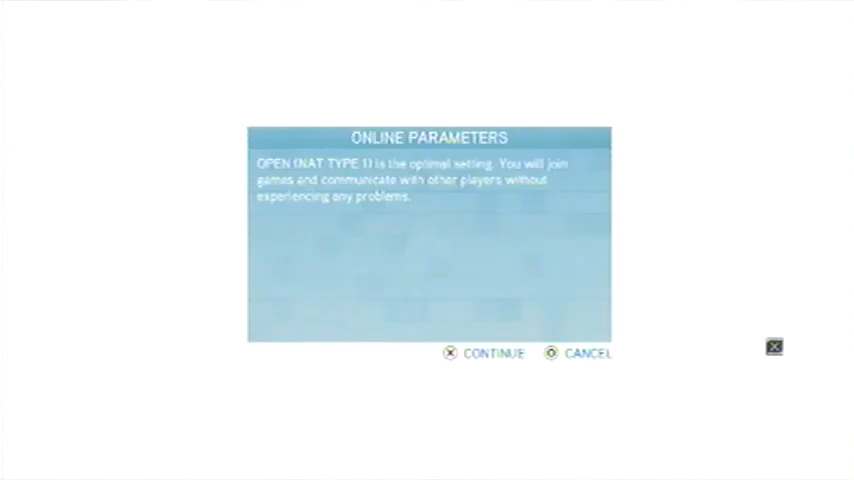 ONLINE PARAMETERS
OPEN (NAT TYPE 1) is the optimal setting. You will join
games and communicate with other players without
experiencing any problems.
CONTINUE CANCEL